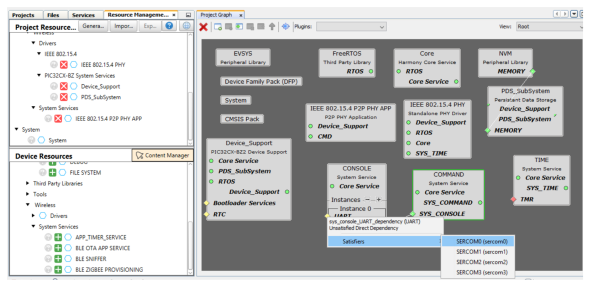 Projects Files Services Resource Manageme... ×
Project Resource... Genera... Impor... Exp...
Wireless
Drivers
IEEE 802.15.4
IEEE 802.15.4 PHY
PIC32CX-BZ System Services
Device_Support
PDS_SubSystem
System Services
IEEE 802.15.4 P2P PHY APP
System
System
Device Resources Content Manager
DEBUG
FILE SYSTEM
Third Party Libraries
Tools
Wireless
Drivers
System Services
APP_TIMER_SERVICE
BLE OTA APP SERVICE
BLE SNIFFER
BLE ZIGBEE PROVISIONING
Project Graph ×
Plugins: View: Root
EVSYS
Peripheral Library
Device Family Pack (DFP)
System
CMSIS Pack
FreeRTOS
Third Party Library
RTOS
Core
Harmony Core Service
RTOS
Core Service
NVM
Peripheral Library
MEMORY
PDS_SubSystem
Persistent Data Storage
Device_Support
PDS_SubSystem
MEMORY
IEEE 802.15.4 P2P PHY APP
P2P PHY Application
Device_Support
CMD
IEEE 802.15.4 PHY
Standalone PHY Driver
Device_Support
RTOS
Core
SYS_TIME
Device_Support
PIC32CX-BZ2 Device Support
Core Service
PDS_SubSystem
RTOS
Device_Support
Bootloader Services
RTC
CONSOLE
System Service
Core Service
Instances − ... +
Instance 0
UART
COMMAND
System Service
Core Service
SYS_COMMAND
SYS_CONSOLE
TIME
System Service
Core Service
SYS_TIME
TMR
sys_console_UART_dependency (UART)
Unsatisfied Direct Dependency
Satisfiers
SERCOM0 (sercom0)
SERCOM1 (sercom1)
SERCOM2 (sercom2)
SERCOM3 (sercom3)